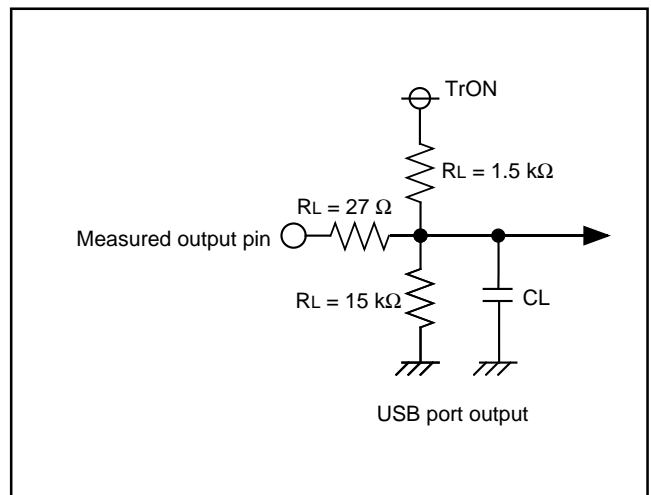 TrON
RL = 1.5 kΩ
RL = 27 Ω
Measured output pin
RL = 15 kΩ
CL
USB port output